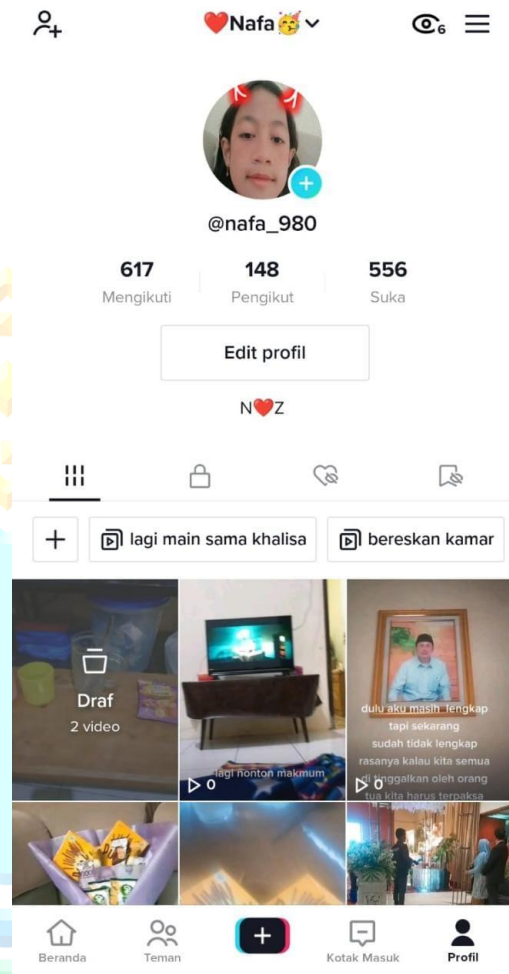 ❤️Nafa🥳
6
@nafa_980
617 148 556
Mengikuti Pengikut Suka
Edit profil
N❤️Z
lagi main sama khalisa
bereskan kamar
Draf
2 video
lagi nonton makmum
0
dulu aku masih lengkap
tapi sekarang
sudah tidak lengkap
rasanya kalau kita semua
di tinggalkan oleh orang
tua kita harus terpaksa
0
Beranda Teman Kotak Masuk Profil